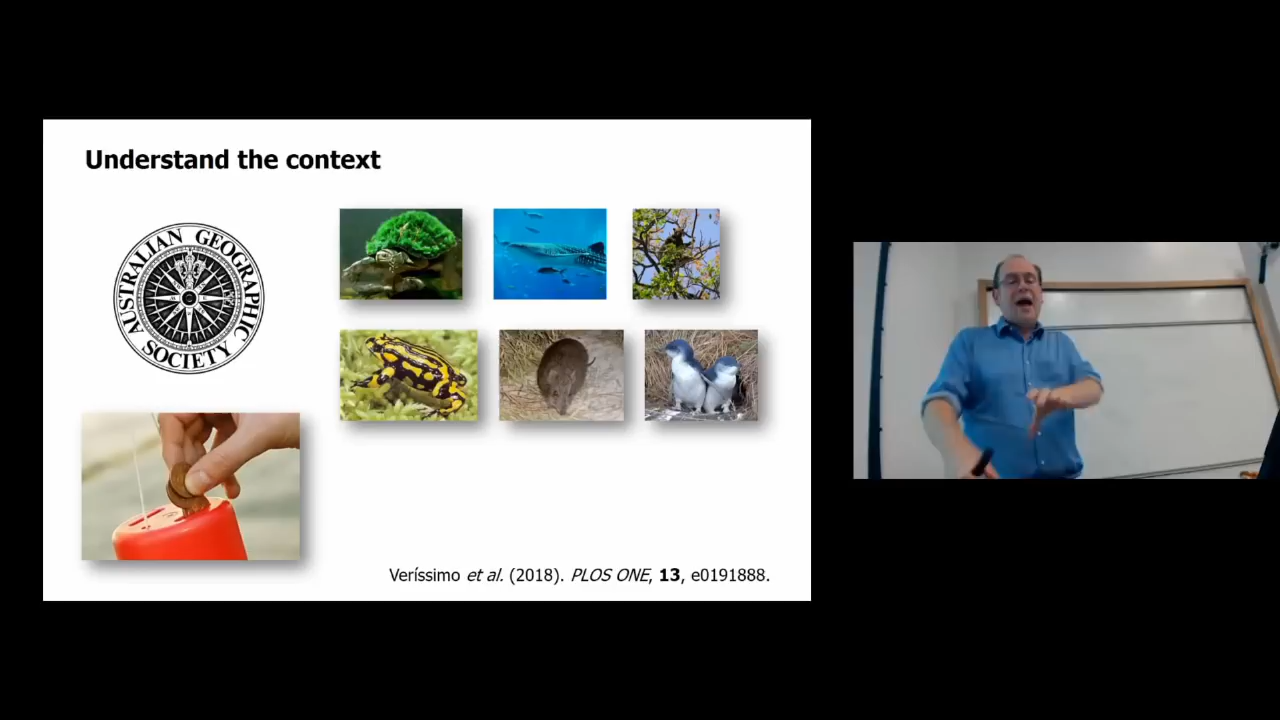 Understand the context
AUSTRALIAN GEOGRAPHIC
SOCIETY
Veríssimo et al. (2018). PLOS ONE, 13, e0191888.